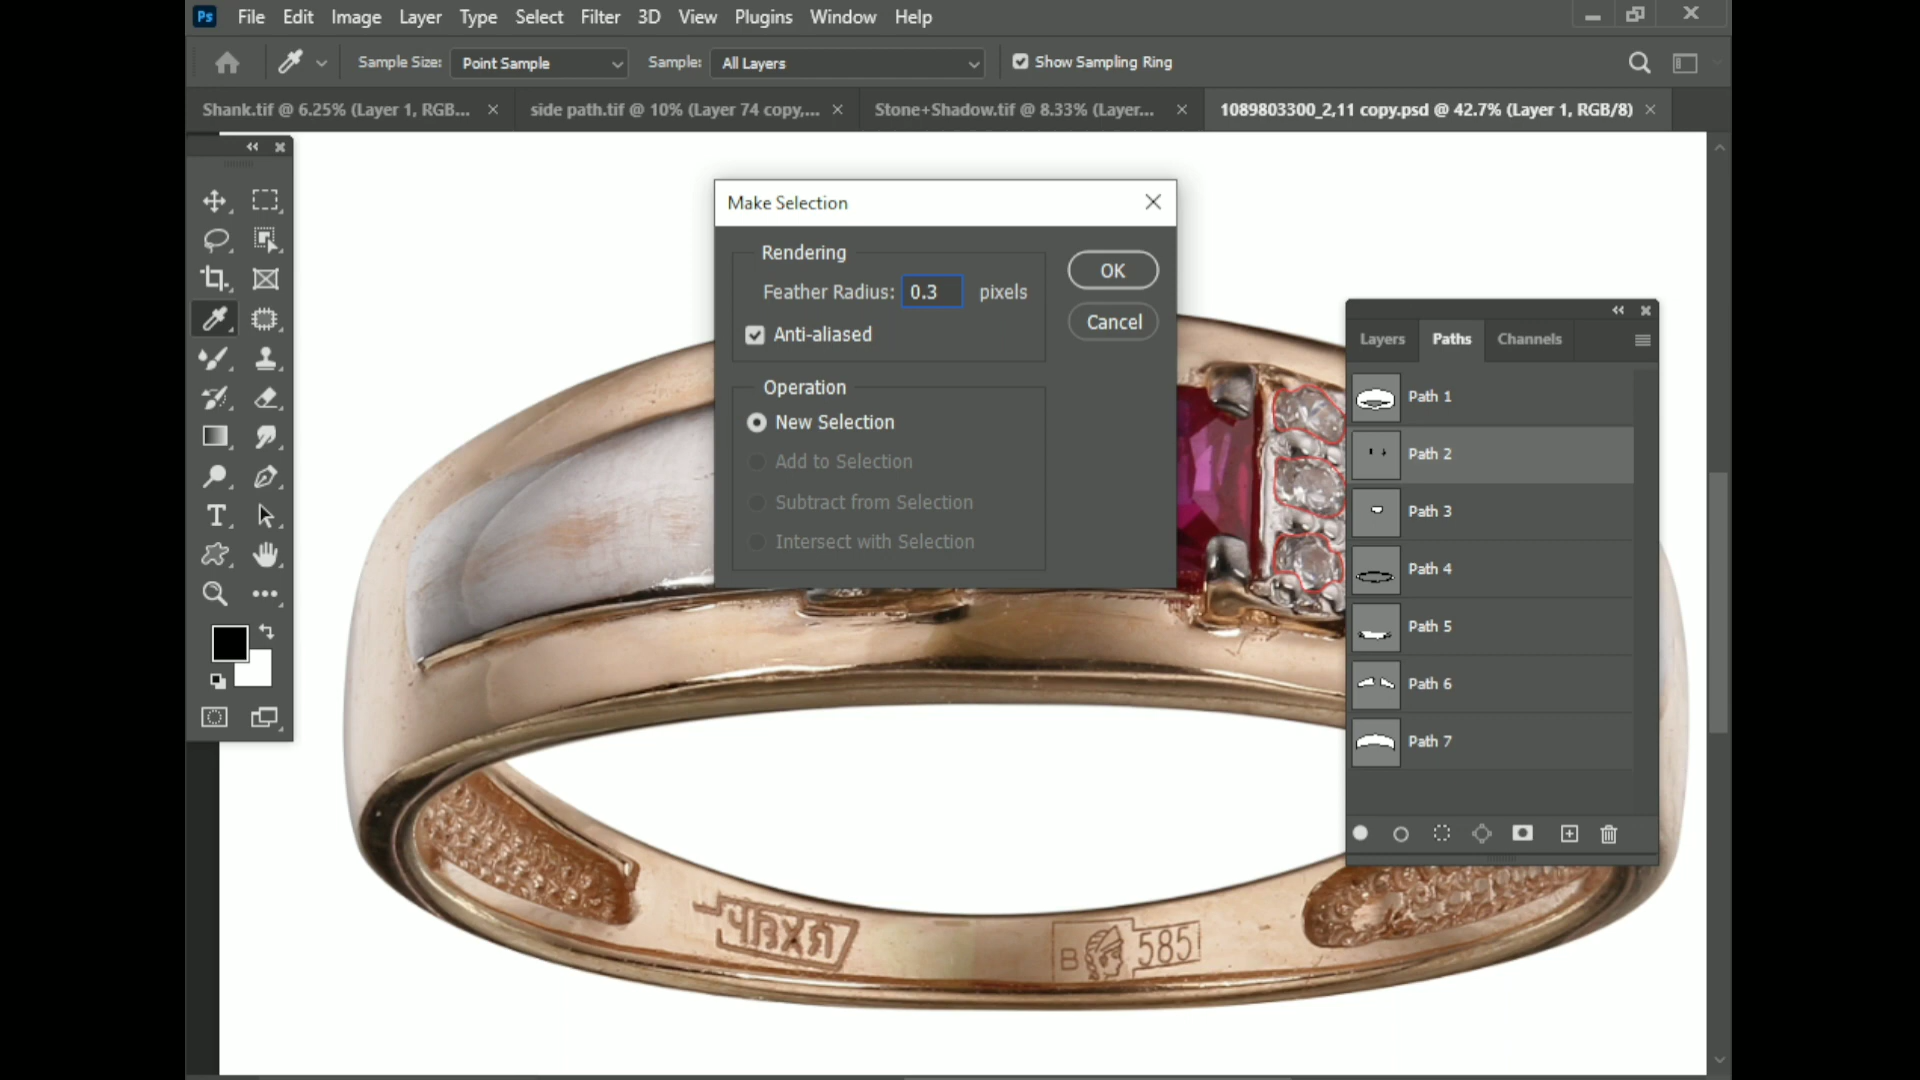 Ps File Edit Image Layer Type Select Filter 3D View Plugins Window Help
Sample Size: Point Sample Sample: All Layers Show Sampling Ring
Shank.tif @ 6.25% (Layer 1, RGB... side path.tif @ 10% (Layer 74 copy,... Stone+Shadow.tif @ 8.33% (Layer... 1089803300_2,11 copy.psd @ 42.7% (Layer 1, RGB/8)
Make Selection
Rendering
OK
Feather Radius: 0.3 pixels
Cancel
Anti-aliased
Operation
New Selection
Add to Selection
Subtract from Selection
Intersect with Selection
Layers Paths Channels
Path 1
Path 2
Path 3
Path 4
Path 5
Path 6
Path 7
B 585